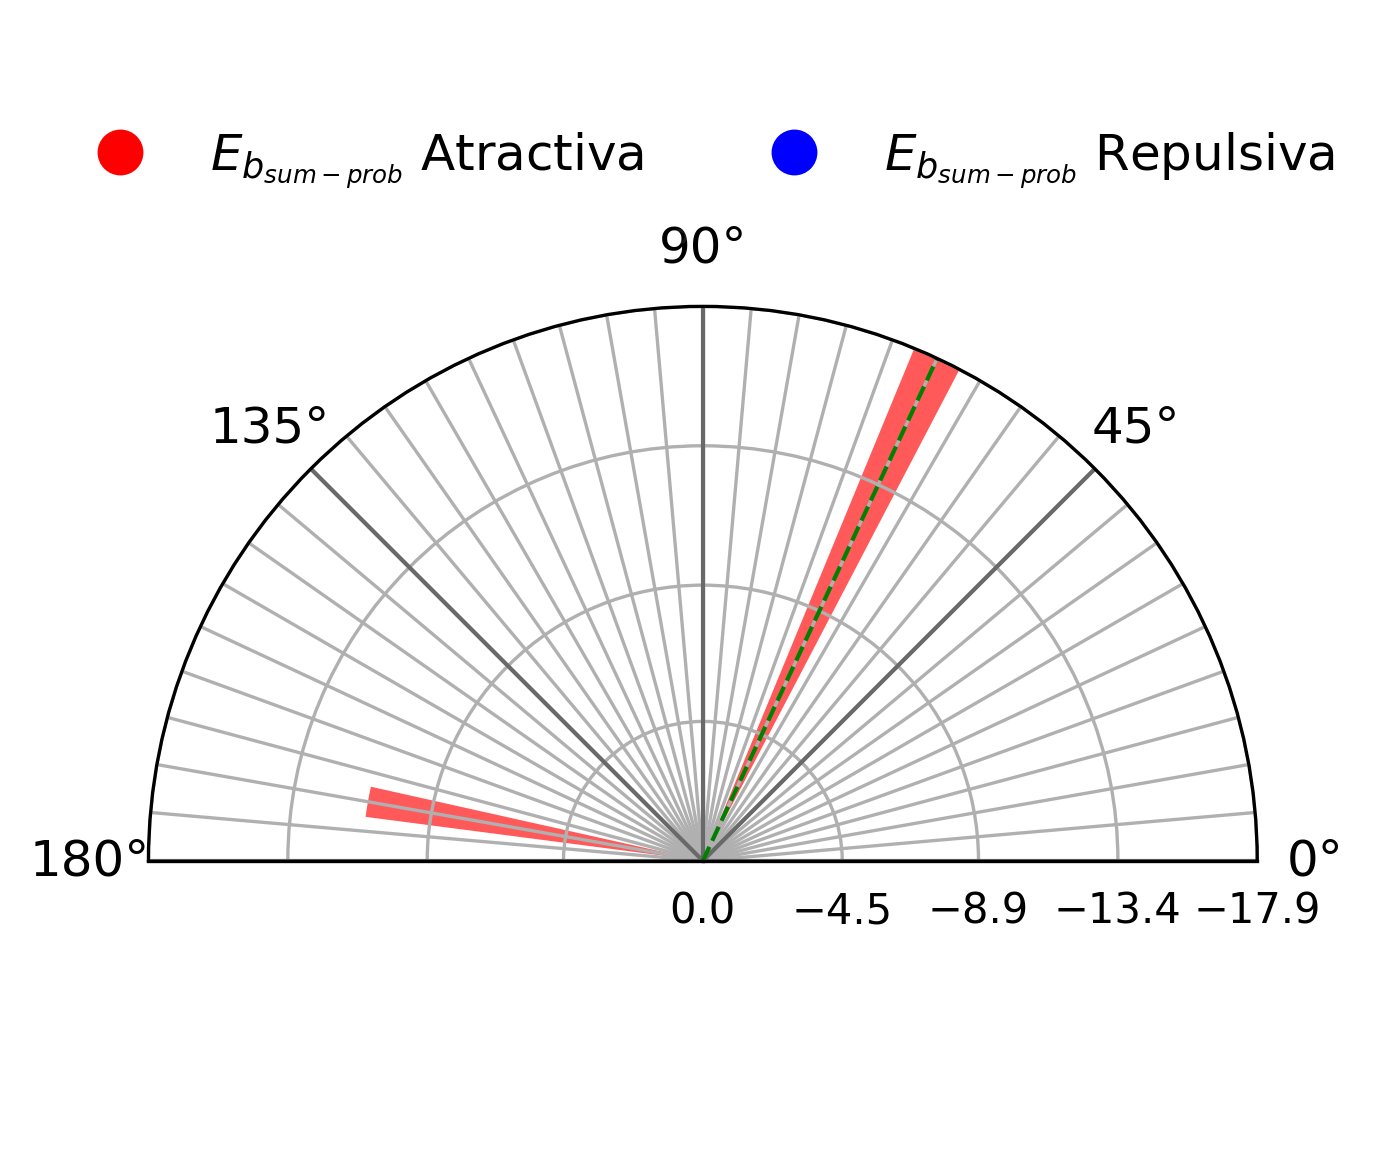 E_{b_{sum-prob}} Atractiva E_{b_{sum-prob}} Repulsiva
90°
135° 45°
180° 0°
0.0 −4.5 −8.9 −13.4 −17.9